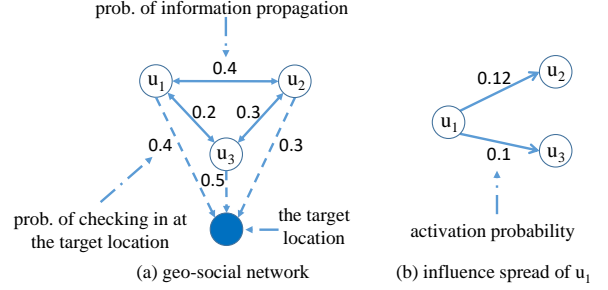 prob. of information propagation
0.4
u1
u2
0.2
0.3
0.4
u3
0.3
0.5
prob. of checking in at
the target location
the target
location
(a) geo-social network
0.12
u2
u1
u3
0.1
activation probability
(b) influence spread of u1